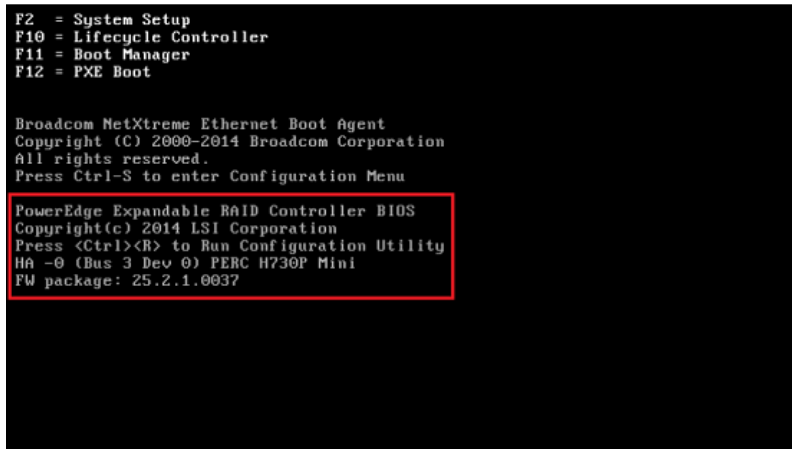 F2 = System Setup
F10 = Lifecycle Controller
F11 = Boot Manager
F12 = PXE Boot
Broadcom NetXtreme Ethernet Boot Agent
Copyright (C) 2000-2014 Broadcom Corporation
All rights reserved.
Press Ctrl-S to enter Configuration Menu
PowerEdge Expandable RAID Controller BIOS
Copyright(c) 2014 LSI Corporation
Press <Ctrl><R> to Run Configuration Utility
HA -0 (Bus 3 Dev 0) PERC H730P Mini
FW package: 25.2.1.0037